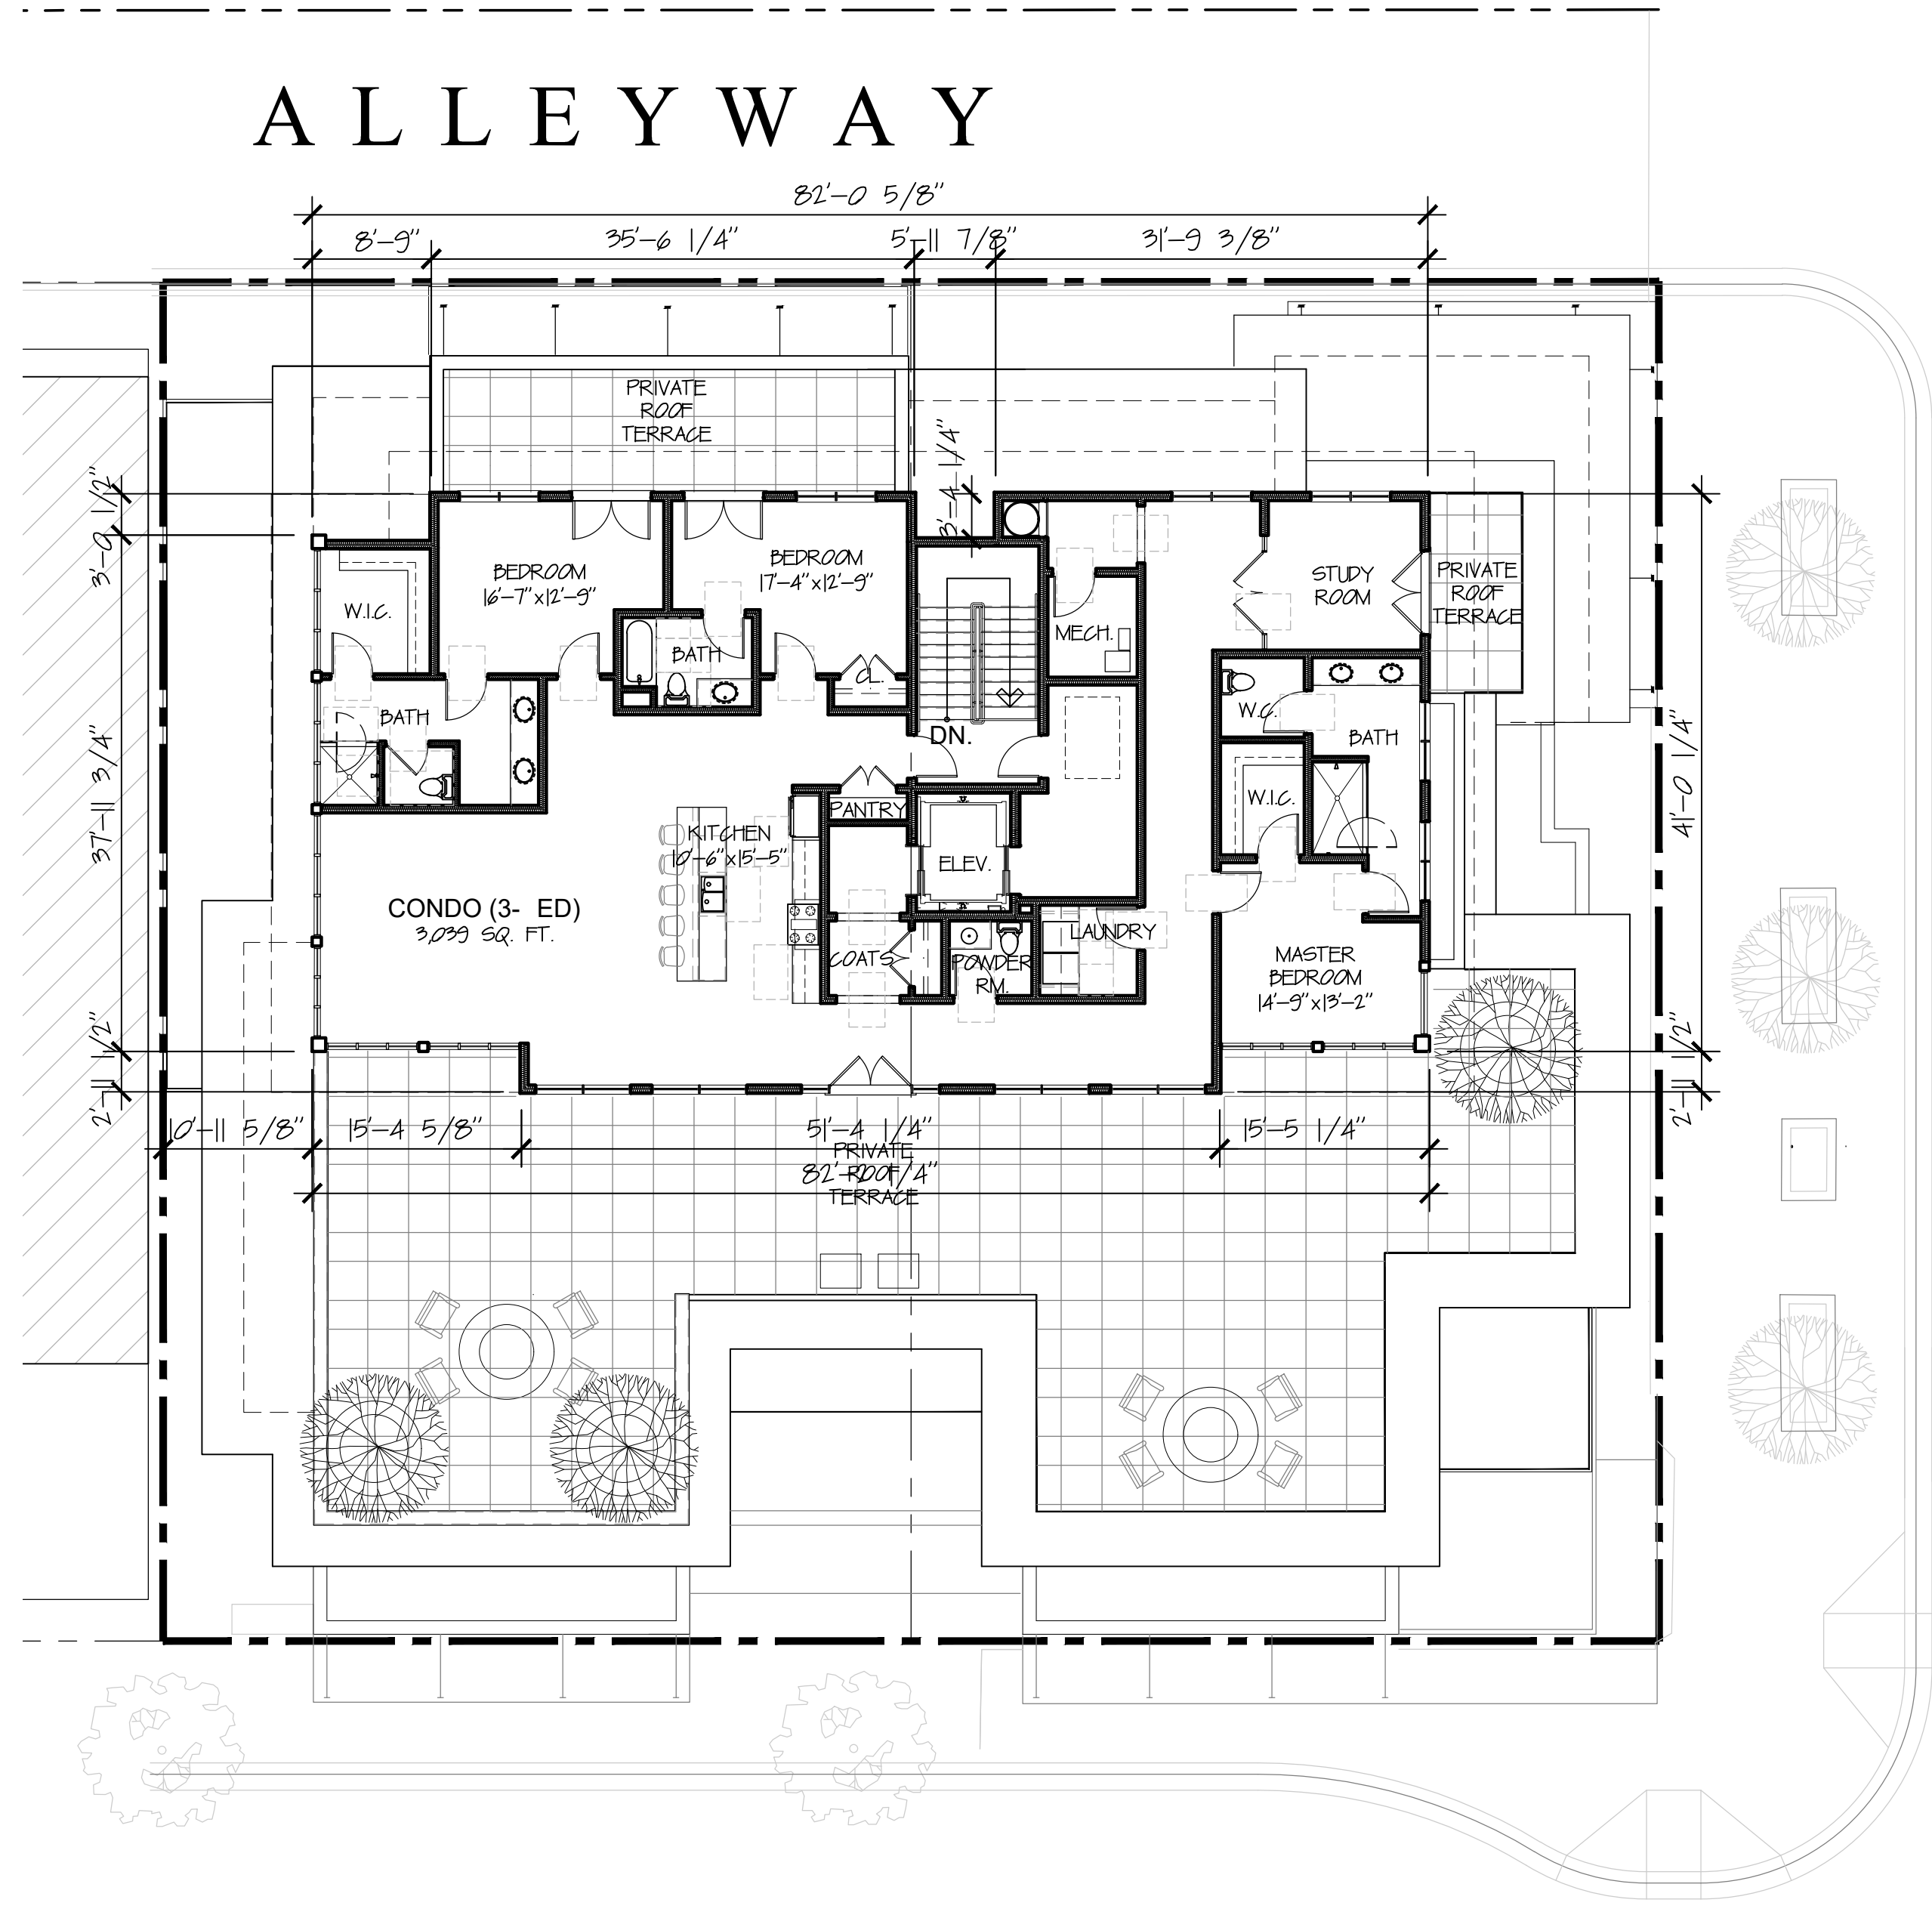 ALLEYWAY
82'-0 5/8"
8'-9"
35'-6 1/4"
5'-11 7/8"
31'-9 3/8"
PRIVATE
ROOF
TERRACE
3'-4 1/4"
3'-0 1/2"
BEDROOM
16'-7"x12'-9"
BEDROOM
17'-4"x12'-9"
STUDY
ROOM
PRIVATE
ROOF
TERRACE
W.I.C.
MECH.
BATH
CL.
BATH
W.C.
DN.
BATH
37'-11 3/4"
41'-0 1/4"
W.I.C.
PANTRY
KITCHEN
10'-6"x15'-5"
ELEV.
CONDO (3- ED)
3,039 SQ. FT.
LAUNDRY
COATS
POWDER
RM.
MASTER
BEDROOM
14'-9"x13'-2"
2'-11 1/2"
2'-11 1/2"
10'-11 5/8"
15'-4 5/8"
51'-4 1/4"
15'-5 1/4"
PRIVATE
ROOF
TERRACE